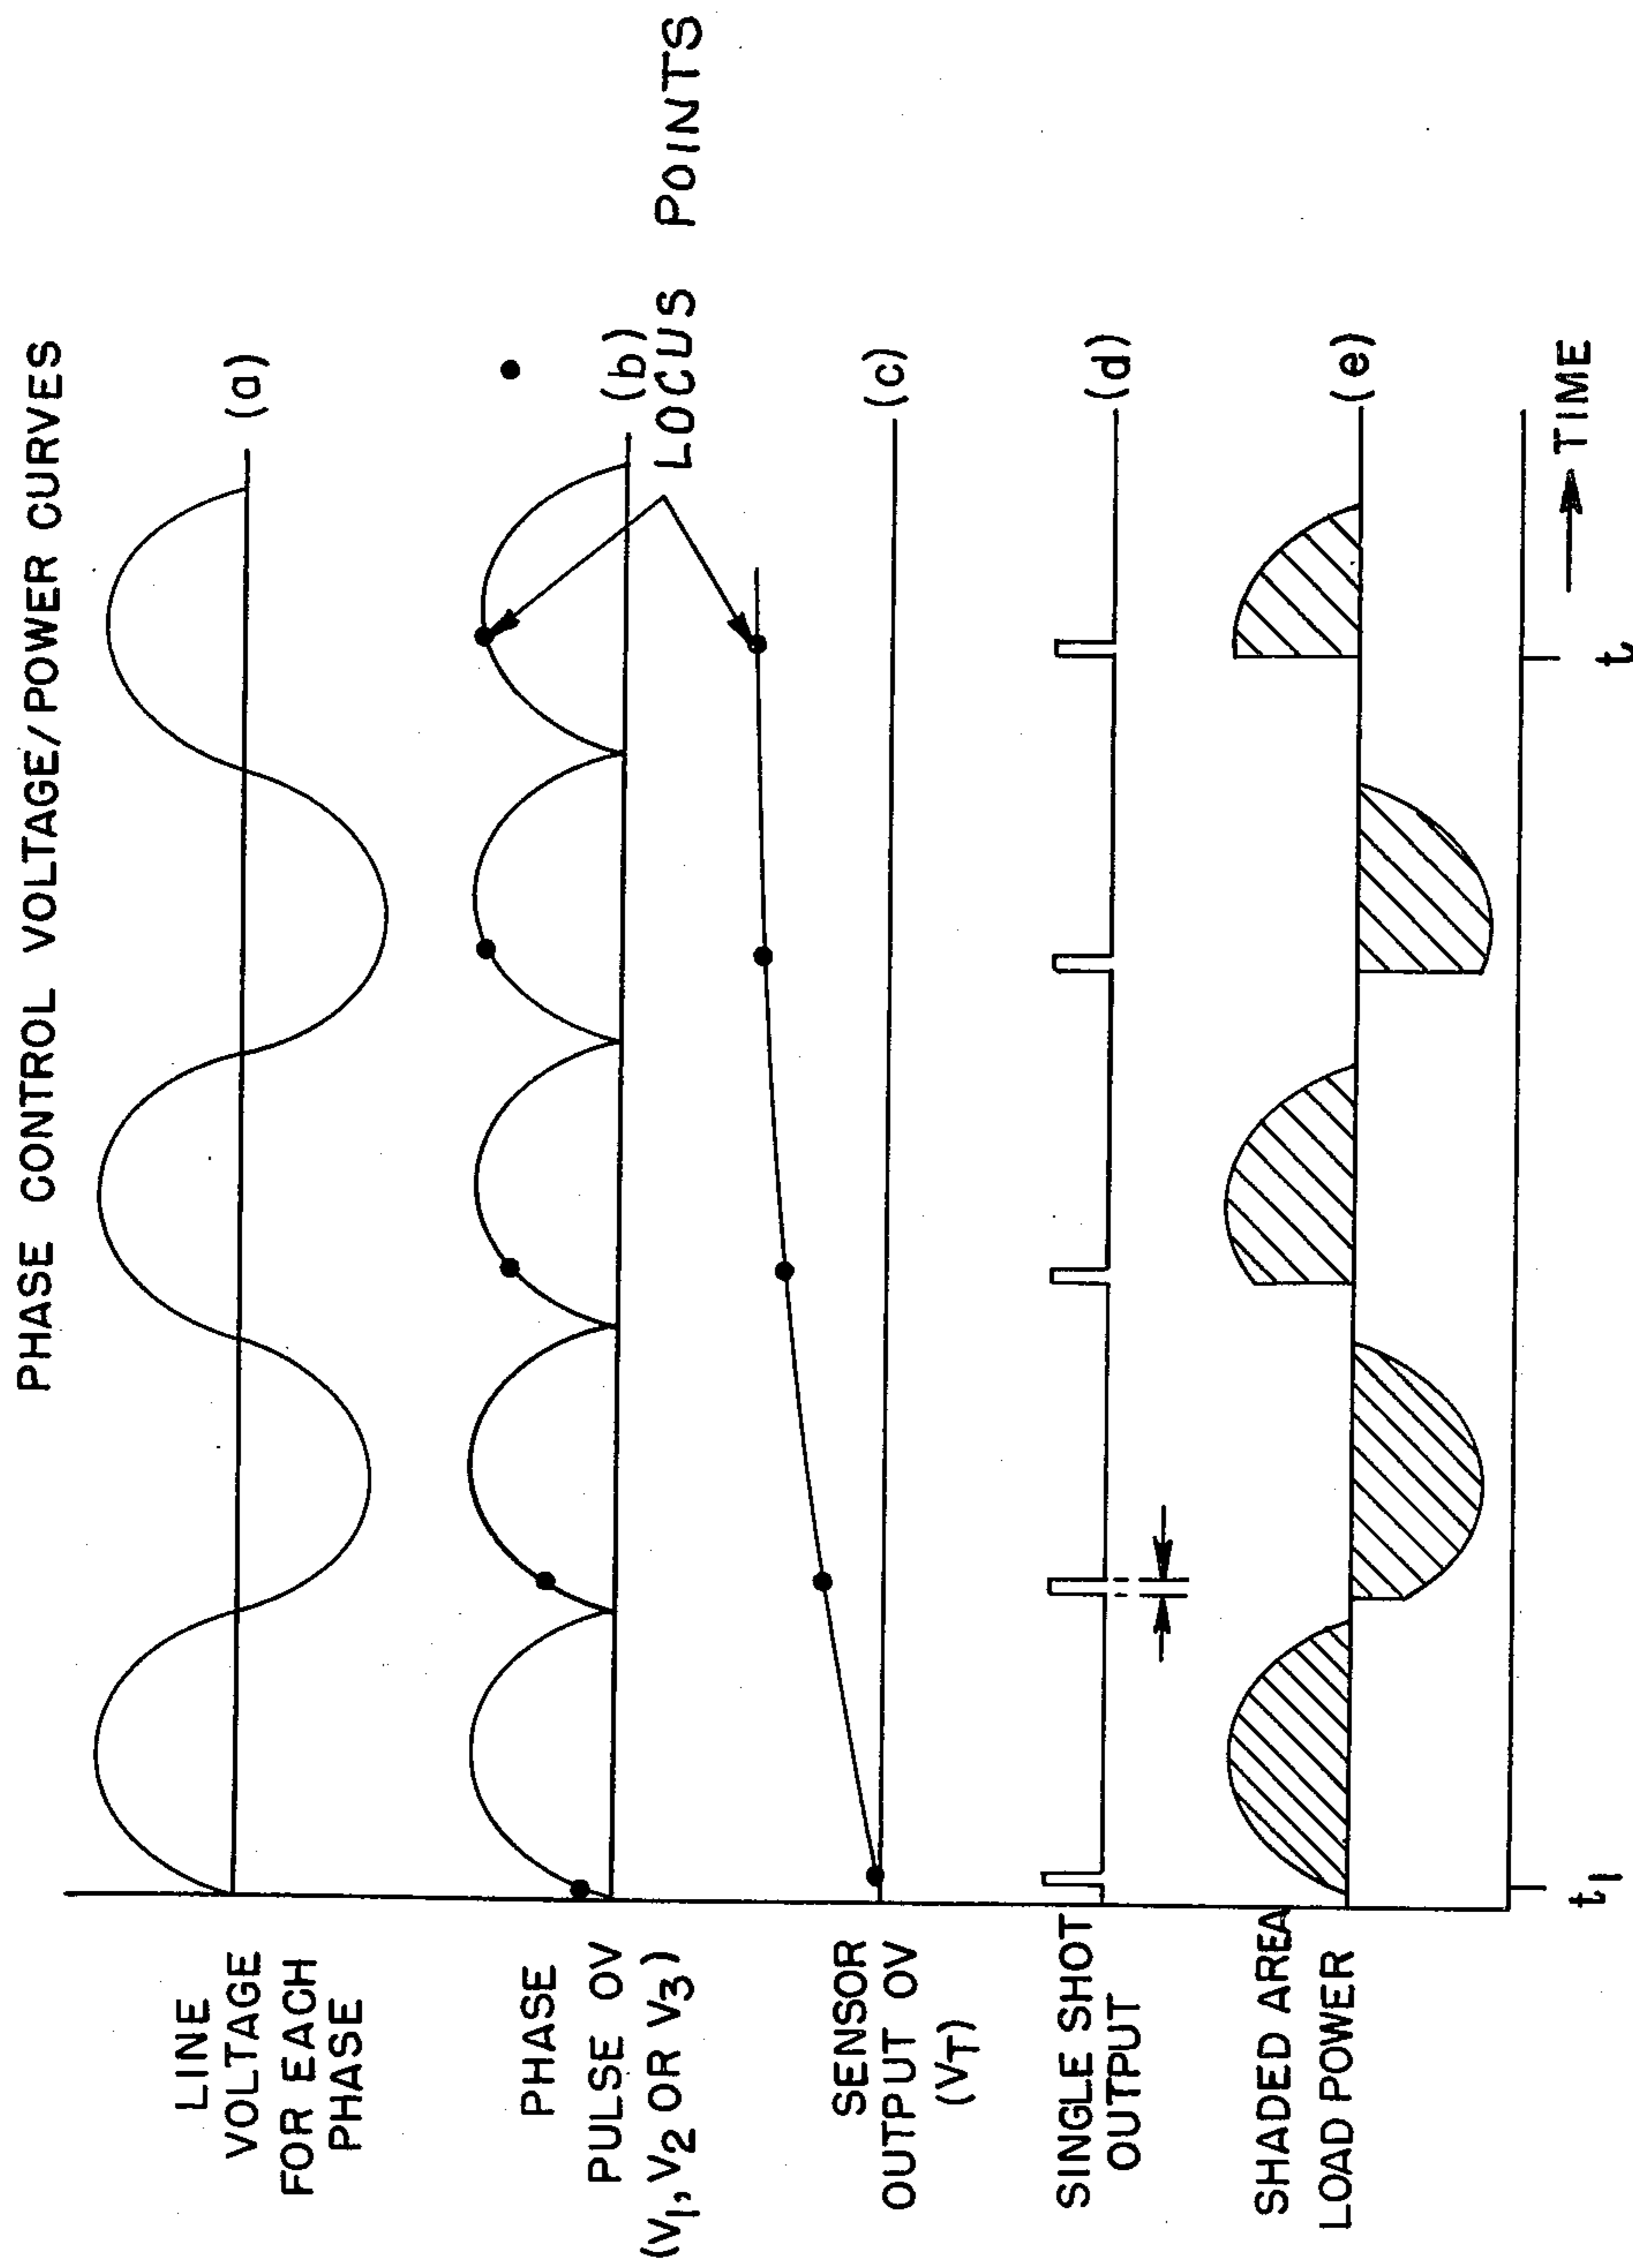 PHASE CONTROL VOLTAGE/POWER CURVES
LINE
VOLTAGE
FOR EACH
PHASE
(a)
PHASE
PULSE OV
(V1, V2 OR V3)
(b)
LOCUS POINTS
SENSOR
OUTPUT OV
(VT)
(c)
SINGLE SHOT
OUTPUT
(d)
SHADED AREA
LOAD POWER
(e)
t1
t
TIME